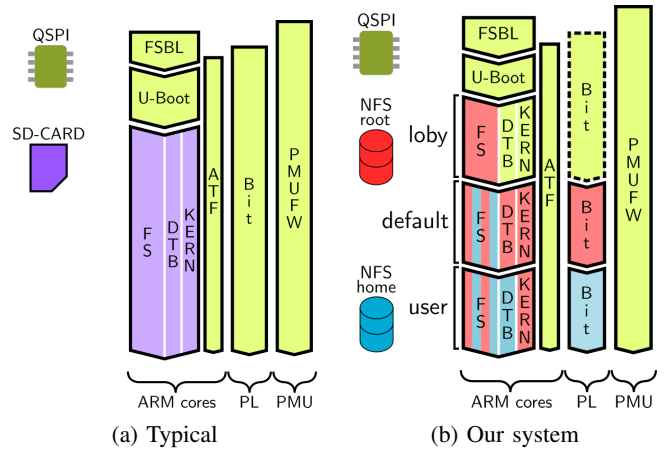 QSPI
SD-CARD
FSBL
U-Boot
FS
DTB
KERN
ATF
Bit
PMUFW
ARM cores
PL
PMU
(a) Typical
QSPI
NFS
root
NFS
home
loby
default
user
FSBL
U-Boot
FS
DTB
KERN
FS
DTB
KERN
FS
DTB
KERN
ATF
Bit
Bit
Bit
PMUFW
ARM cores
PL
PMU
(b) Our system